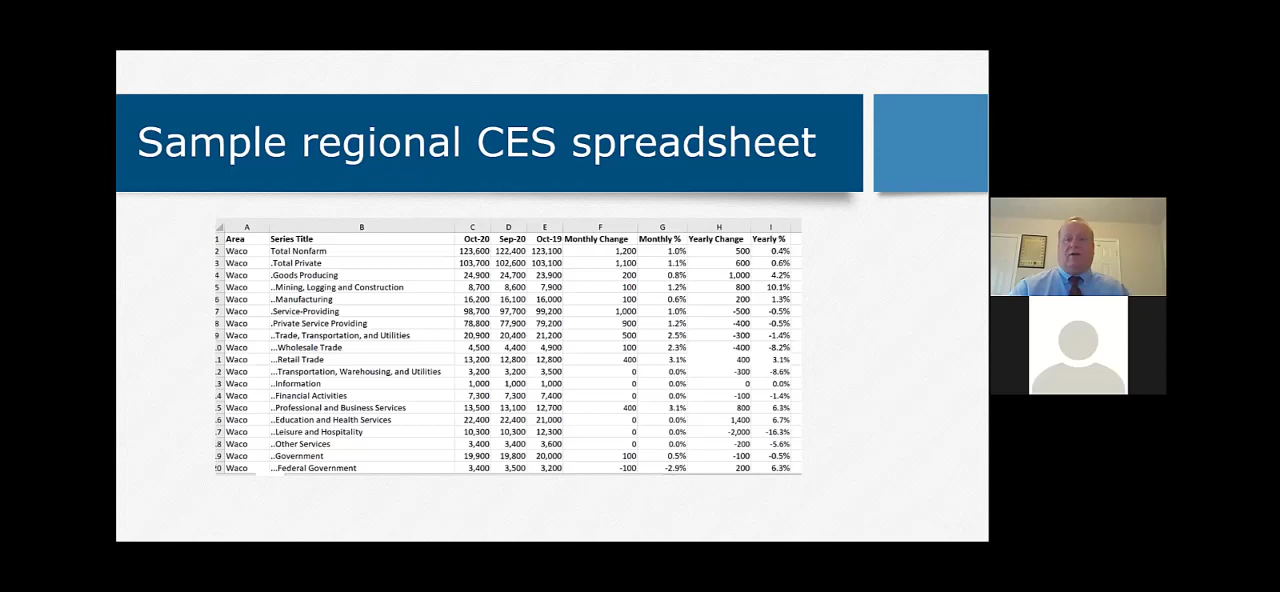 Sample regional CES spreadsheet
A B C D E F G H I
1 Area Series Title Oct-20 Sep-20 Oct-19 Monthly Change Monthly % Yearly Change Yearly %
2 Waco Total Nonfarm 123,600 122,400 123,100 1,200 1.0% 500 0.4%
3 Waco .Total Private 103,700 102,600 103,100 1,100 1.1% 600 0.6%
4 Waco .Goods Producing 24,900 24,700 23,900 200 0.8% 1,000 4.2%
5 Waco ..Mining, Logging and Construction 8,700 8,600 7,900 100 1.2% 800 10.1%
6 Waco ..Manufacturing 16,200 16,100 16,000 100 0.6% 200 1.3%
7 Waco .Service-Providing 98,700 97,700 99,200 1,000 1.0% -500 -0.5%
8 Waco .Private Service Providing 78,800 77,900 79,200 900 1.2% -400 -0.5%
9 Waco ..Trade, Transportation, and Utilities 20,900 20,400 21,200 500 2.5% -300 -1.4%
.0 Waco ...Wholesale Trade 4,500 4,400 4,900 100 2.3% -400 -8.2%
.1 Waco ...Retail Trade 13,200 12,800 12,800 400 3.1% 400 3.1%
.2 Waco ...Transportation, Warehousing, and Utilities 3,200 3,200 3,500 0 0.0% -300 -8.6%
.3 Waco ..Information 1,000 1,000 1,000 0 0.0% 0 0.0%
.4 Waco ..Financial Activities 7,300 7,300 7,400 0 0.0% -100 -1.4%
.5 Waco ..Professional and Business Services 13,500 13,100 12,700 400 3.1% 800 6.3%
.6 Waco ..Education and Health Services 22,400 22,400 21,000 0 0.0% 1,400 6.7%
.7 Waco ..Leisure and Hospitality 10,300 10,300 12,300 0 0.0% -2,000 -16.3%
.8 Waco ..Other Services 3,400 3,400 3,600 0 0.0% -200 -5.6%
.9 Waco ..Government 19,900 19,800 20,000 100 0.5% -100 -0.5%
20 Waco ...Federal Government 3,400 3,500 3,200 -100 -2.9% 200 6.3%